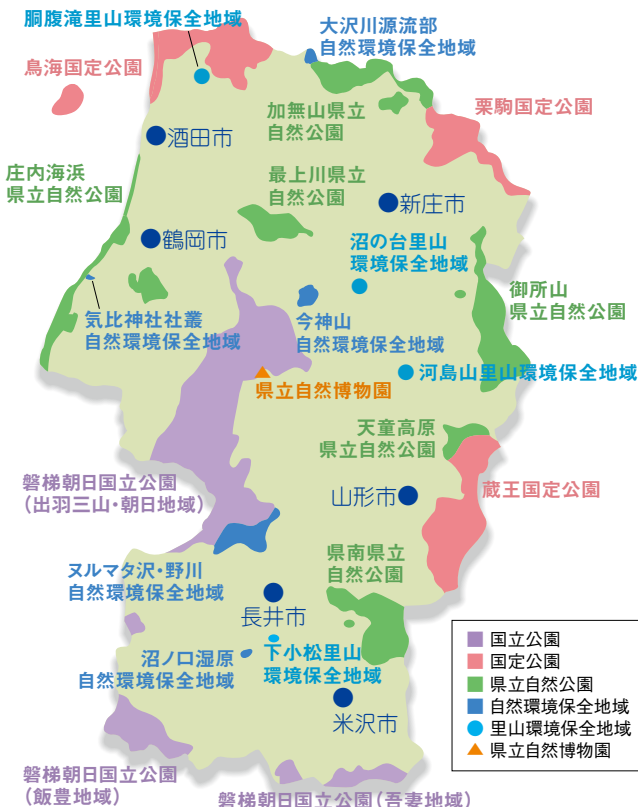 胴腹滝里山環境保全地域
大沢川源流部
自然環境保全地域
鳥海国定公園
加無山県立
自然公園
栗駒国定公園
酒田市
庄内海浜
県立自然公園
最上川県立
自然公園
新庄市
鶴岡市
沼の台里山
環境保全地域
御所山
県立自然公園
気比神社社叢
自然環境保全地域
今神山
自然環境保全地域
県立自然博物園
河島山里山環境保全地域
天童高原
県立自然公園
磐梯朝日国立公園
(出羽三山・朝日地域)
山形市
蔵王国定公園
県南県立
自然公園
ヌルマタ沢・野川
自然環境保全地域
長井市
沼ノ口湿原
自然環境保全地域
下小松里山
環境保全地域
米沢市
磐梯朝日国立公園
(飯豊地域)
磐梯朝日国立公園(吾妻地域)
国立公園
国定公園
県立自然公園
自然環境保全地域
里山環境保全地域
県立自然博物園